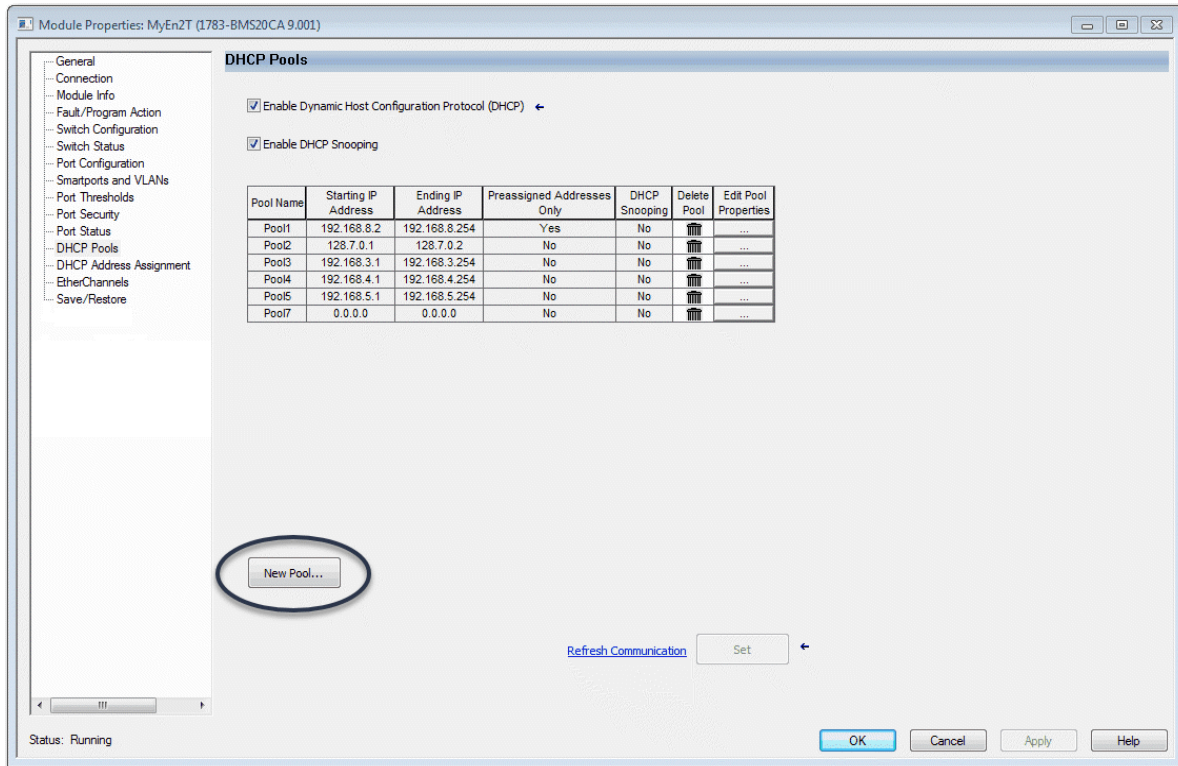 Module Properties: MyEn2T (1783-BMS20CA 9.001)
General
Connection
Module Info
Fault/Program Action
Switch Configuration
Switch Status
Port Configuration
Smartports and VLANs
Port Thresholds
Port Security
Port Status
DHCP Pools
DHCP Address Assignment
EtherChannels
Save/Restore
DHCP Pools
Enable Dynamic Host Configuration Protocol (DHCP) ←
Enable DHCP Snooping
Pool Name Starting IP Address Ending IP Address Preassigned Addresses Only DHCP Snooping Delete Pool Edit Pool Properties
Pool1 192.168.8.2 192.168.8.254 Yes No ...
Pool2 128.7.0.1 128.7.0.2 No No ...
Pool3 192.168.3.1 192.168.3.254 No No ...
Pool4 192.168.4.1 192.168.4.254 No No ...
Pool5 192.168.5.1 192.168.5.254 No No ...
Pool7 0.0.0.0 0.0.0.0 No No ...
New Pool...
Refresh Communication Set ←
Status: Running
OK Cancel Apply Help